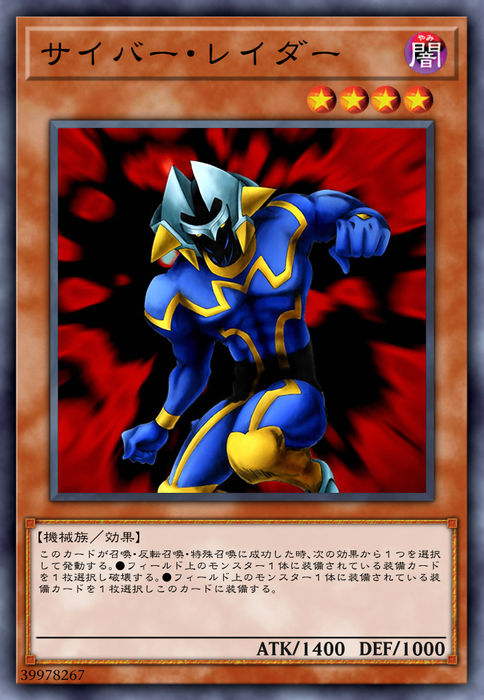 サイバー・レイダー
やみ
闇
【機械族／効果】
このカードが召喚・反転召喚・特殊召喚に成功した時、次の効果から１つを選択
して発動する。●フィールド上のモンスター１体に装備されている装備カード
を１枚選択し破壊する。●フィールド上のモンスター１体に装備されている装
備カードを１枚選択しこのカードに装備する。
ATK/1400 DEF/1000
39978267